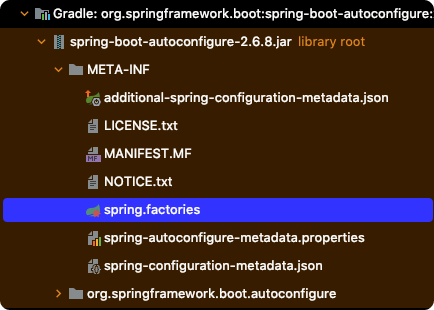 Gradle: org.springframework.boot:spring-boot-autoconfigure:
spring-boot-autoconfigure-2.6.8.jar library root
META-INF
additional-spring-configuration-metadata.json
LICENSE.txt
MF MANIFEST.MF
NOTICE.txt
spring.factories
spring-autoconfigure-metadata.properties
spring-configuration-metadata.json
org.springframework.boot.autoconfigure